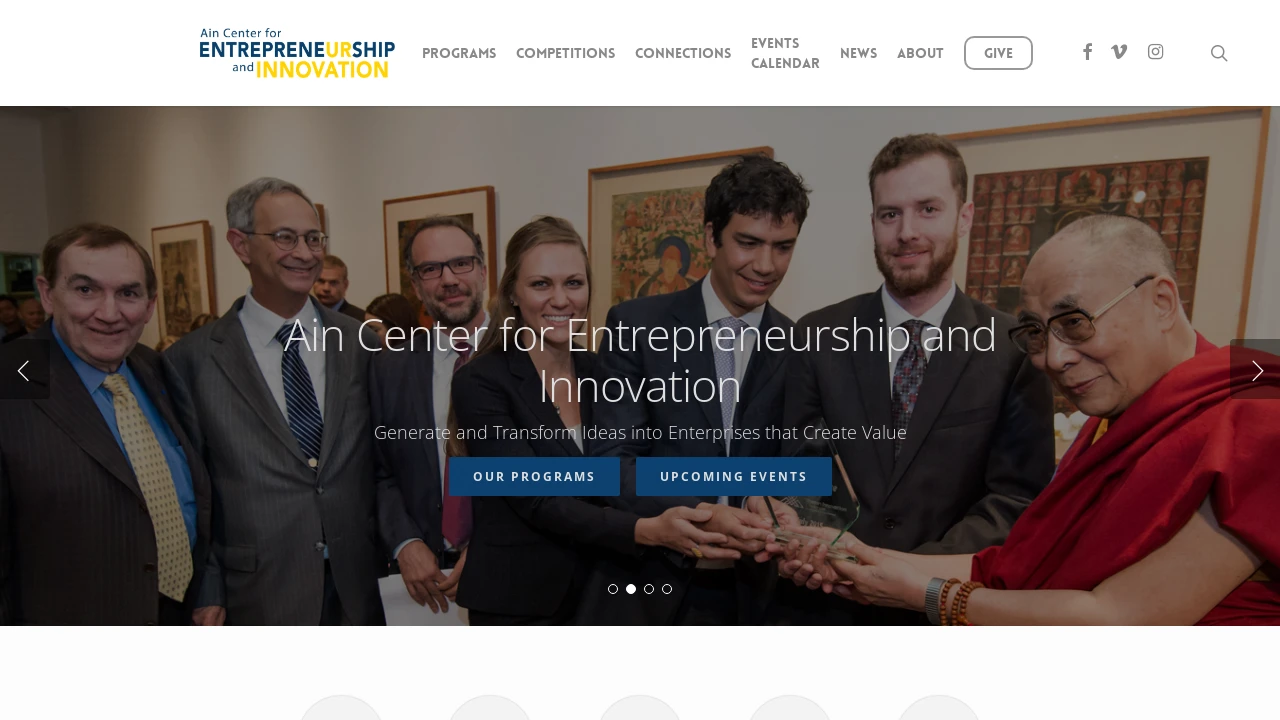 Ain Center for
ENTREPRENEURSHIP
and INNOVATION
PROGRAMS
COMPETITIONS
CONNECTIONS
EVENTS
CALENDAR
NEWS
ABOUT
GIVE
Ain Center for Entrepreneurship and
Innovation
Generate and Transform Ideas into Enterprises that Create Value
OUR PROGRAMS
UPCOMING EVENTS